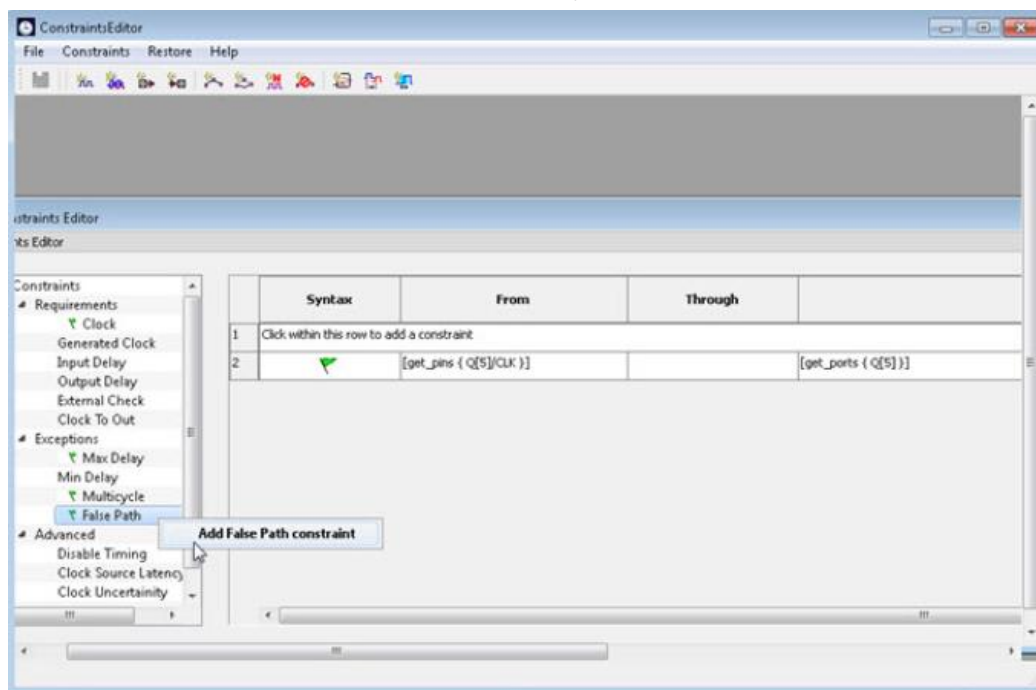 ConstraintsEditor
File Constraints Restore Help
nstraints Editor
nts Editor
Constraints
Requirements
Clock
Generated Clock
Input Delay
Output Delay
External Check
Clock To Out
Exceptions
Max Delay
Min Delay
Multicycle
False Path
Advanced
Disable Timing
Clock Source Latency
Clock Uncertainity
Add False Path constraint
Syntax From Through
1 Click within this row to add a constraint
2 [get_pins { Q[5]/CLK }] [get_ports { Q[5] }]